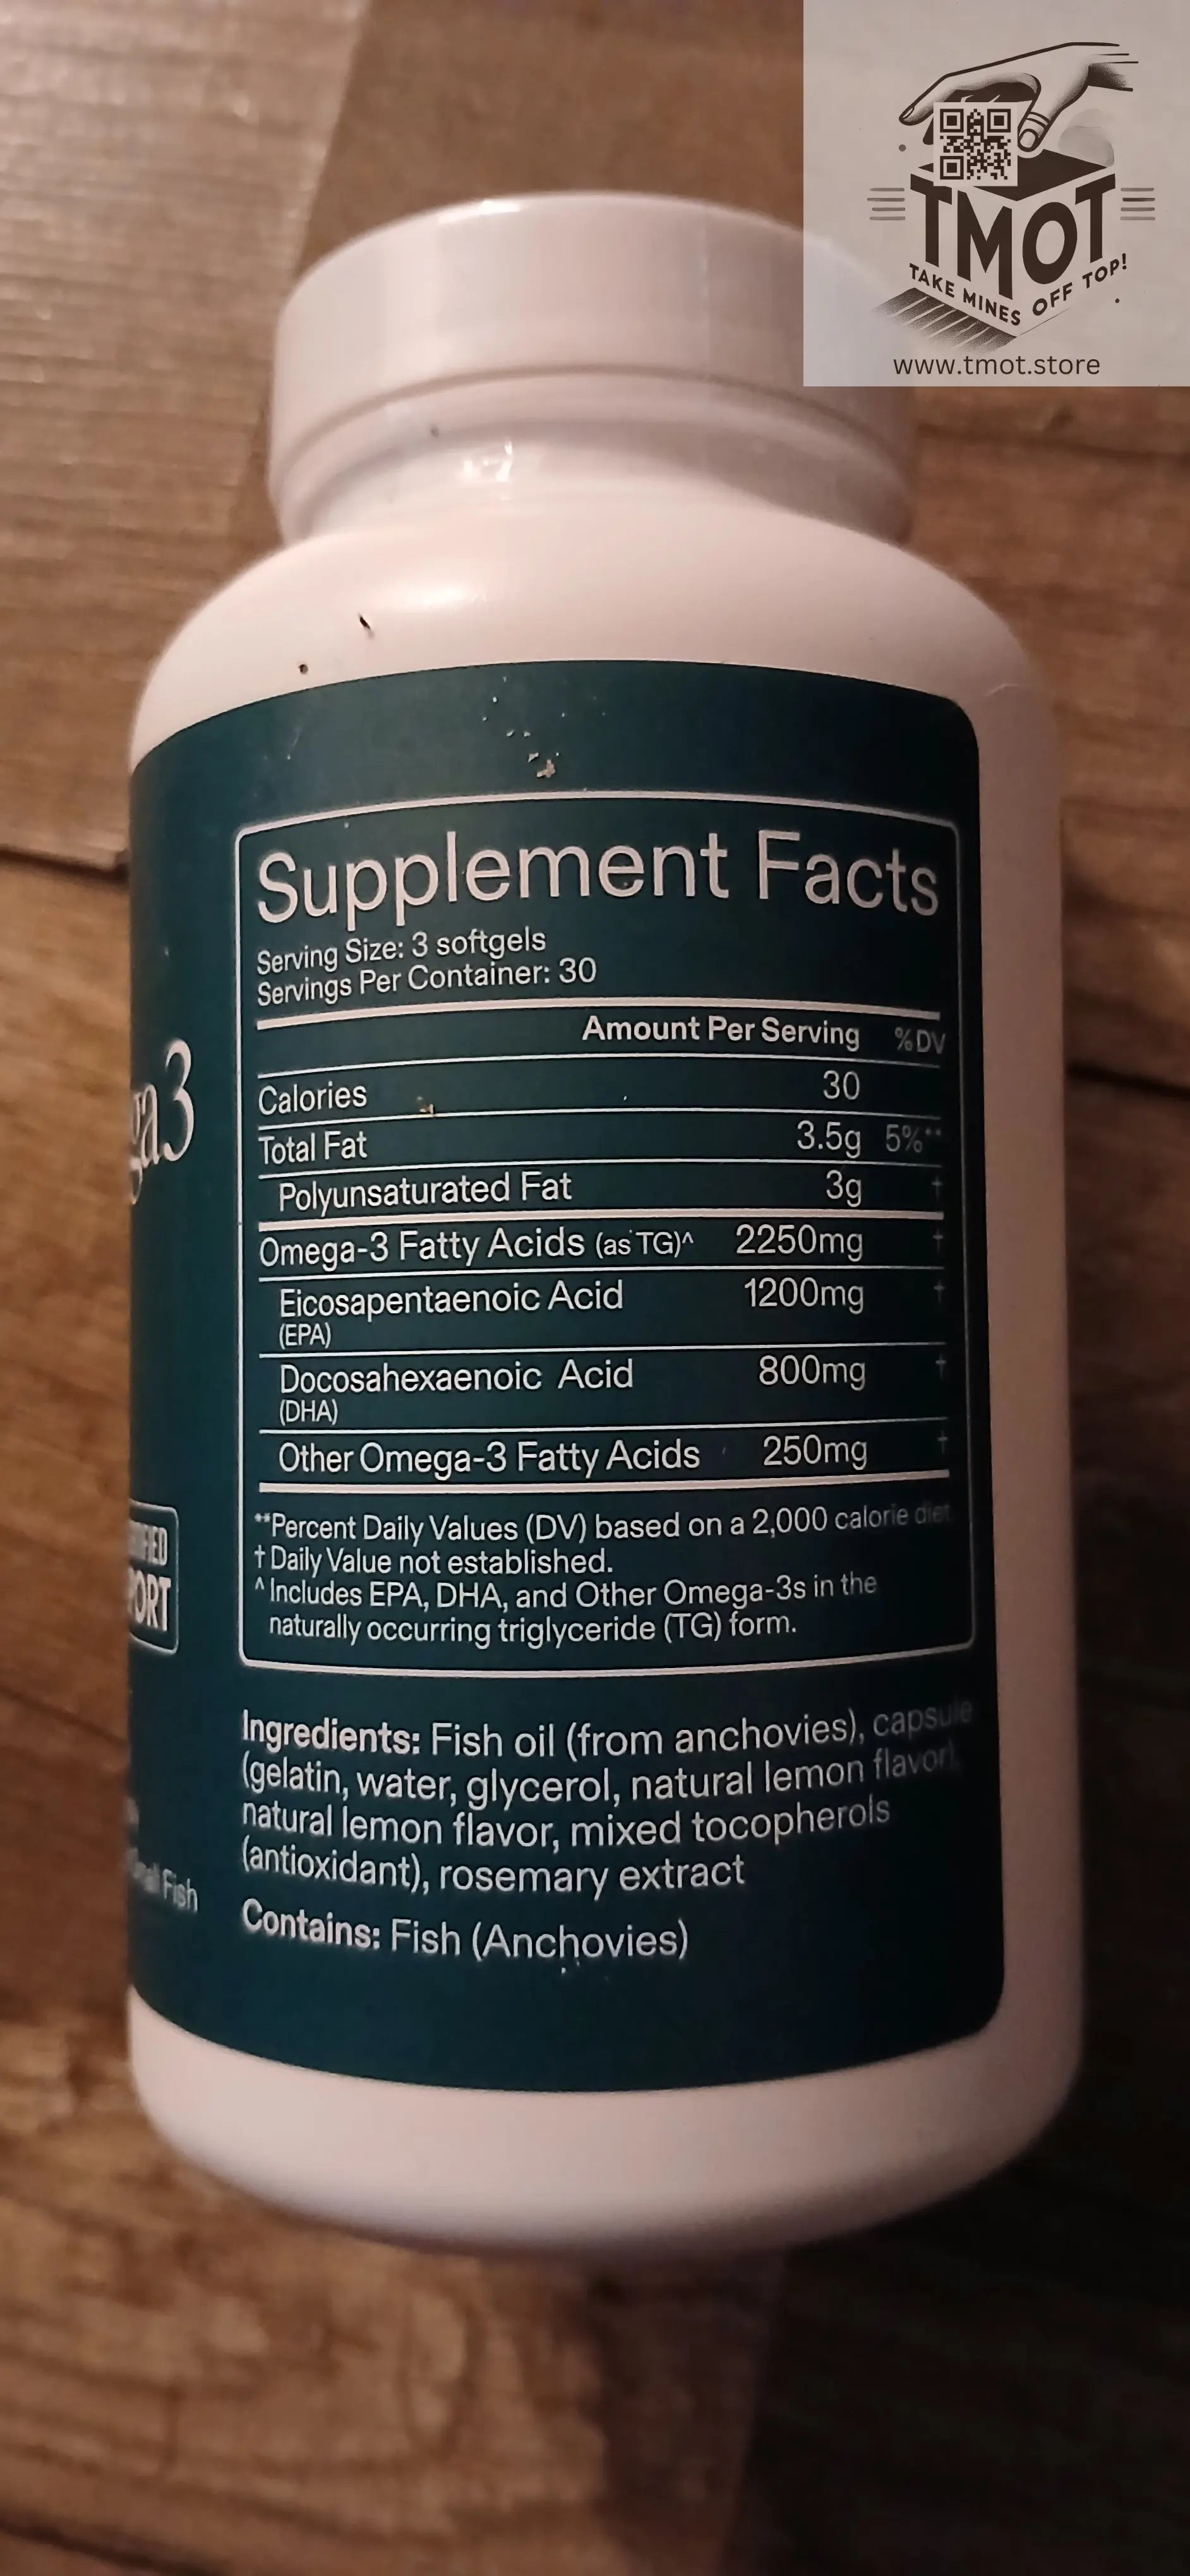 TMOT
TAKE MINES OFF TOP!
www.tmot.store
Supplement Facts
Serving Size: 3 softgels
Servings Per Container: 30
Amount Per Serving %DV
Calories 30
Total Fat 3.5g 5%**
Polyunsaturated Fat 3g †
Omega-3 Fatty Acids (as TG)^ 2250mg †
Eicosapentaenoic Acid 1200mg †
(EPA)
Docosahexaenoic Acid 800mg †
(DHA)
Other Omega-3 Fatty Acids 250mg †
**Percent Daily Values (DV) based on a 2,000 calorie diet.
† Daily Value not established.
^ Includes EPA, DHA, and Other Omega-3s in the
naturally occurring triglyceride (TG) form.
Ingredients: Fish oil (from anchovies), capsule
(gelatin, water, glycerol, natural lemon flavor),
natural lemon flavor, mixed tocopherols
(antioxidant), rosemary extract
Contains: Fish (Anchovies)
ga3
Fish